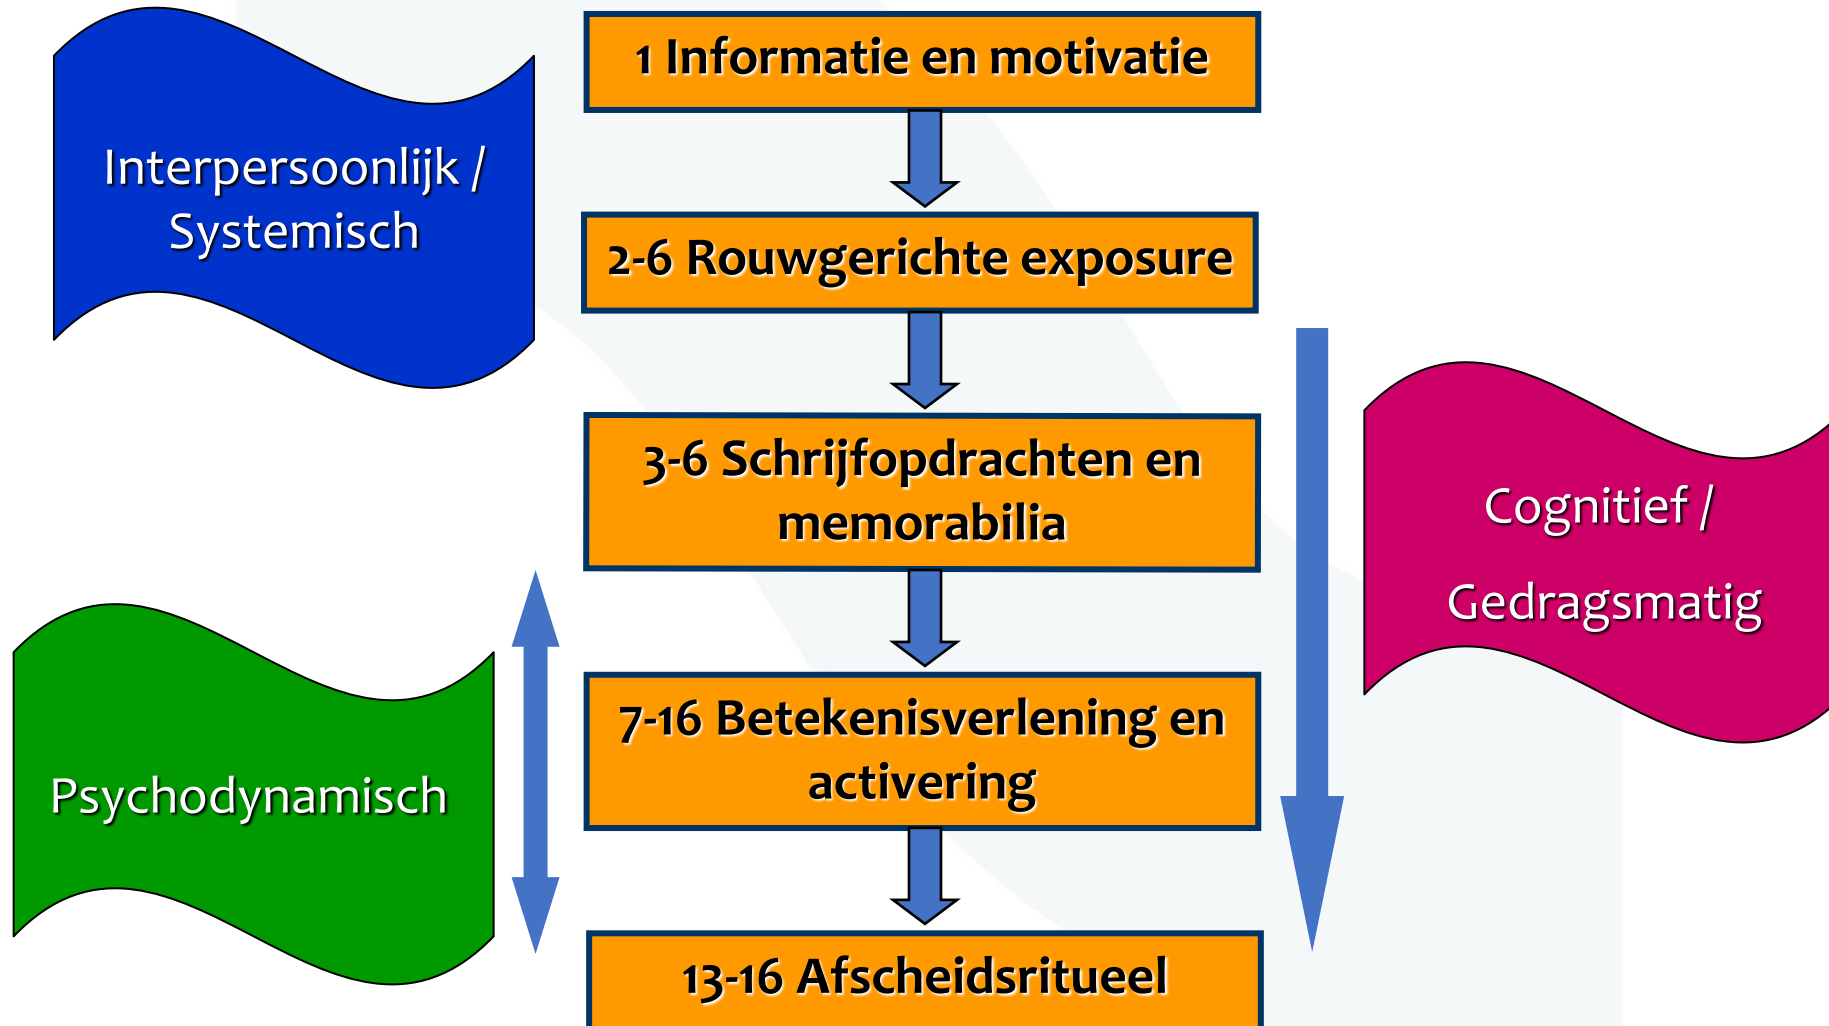 1 Informatie en motivatie
Interpersoonlijk /
Systemisch
2-6 Rouwgerichte exposure
3-6 Schrijfopdrachten en
memorabilia
Cognitief /
Gedragsmatig
7-16 Betekenisverlening en
activering
Psychodynamisch
13-16 Afscheidsritueel